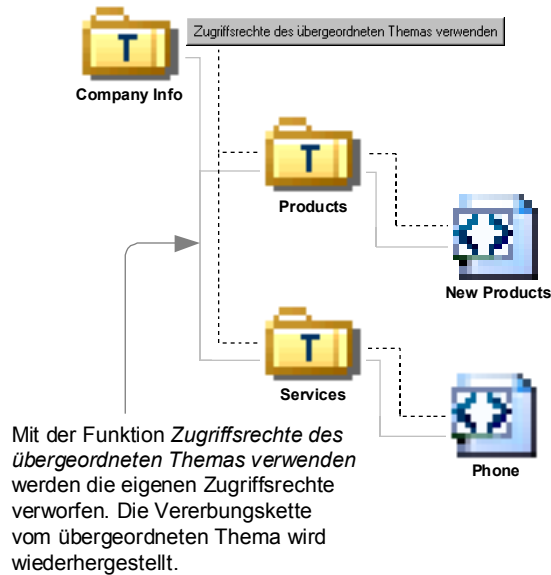 Zugriffsrechte des übergeordneten Themas verwenden
T
Company Info
T
Products
New Products
T
Services
Phone
Mit der Funktion Zugriffsrechte des
übergeordneten Themas verwenden
werden die eigenen Zugriffsrechte
verworfen. Die Vererbungskette
vom übergeordneten Thema wird
wiederhergestellt.